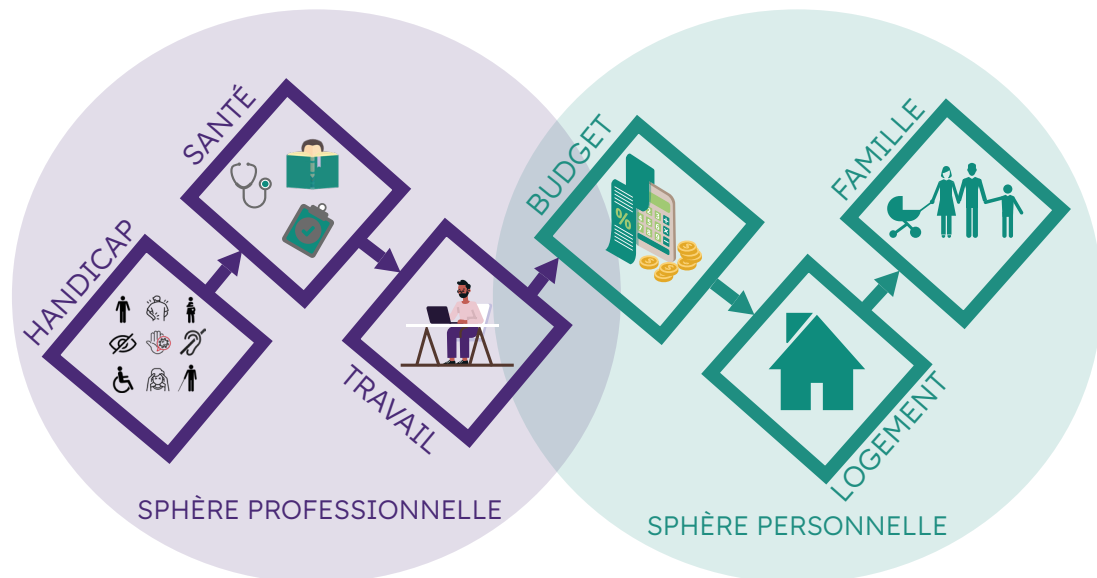 HANDICAP
SANTÉ
TRAVAIL
BUDGET
%
LOGEMENT
FAMILLE
SPHÈRE PROFESSIONNELLE
SPHÈRE PERSONNELLE